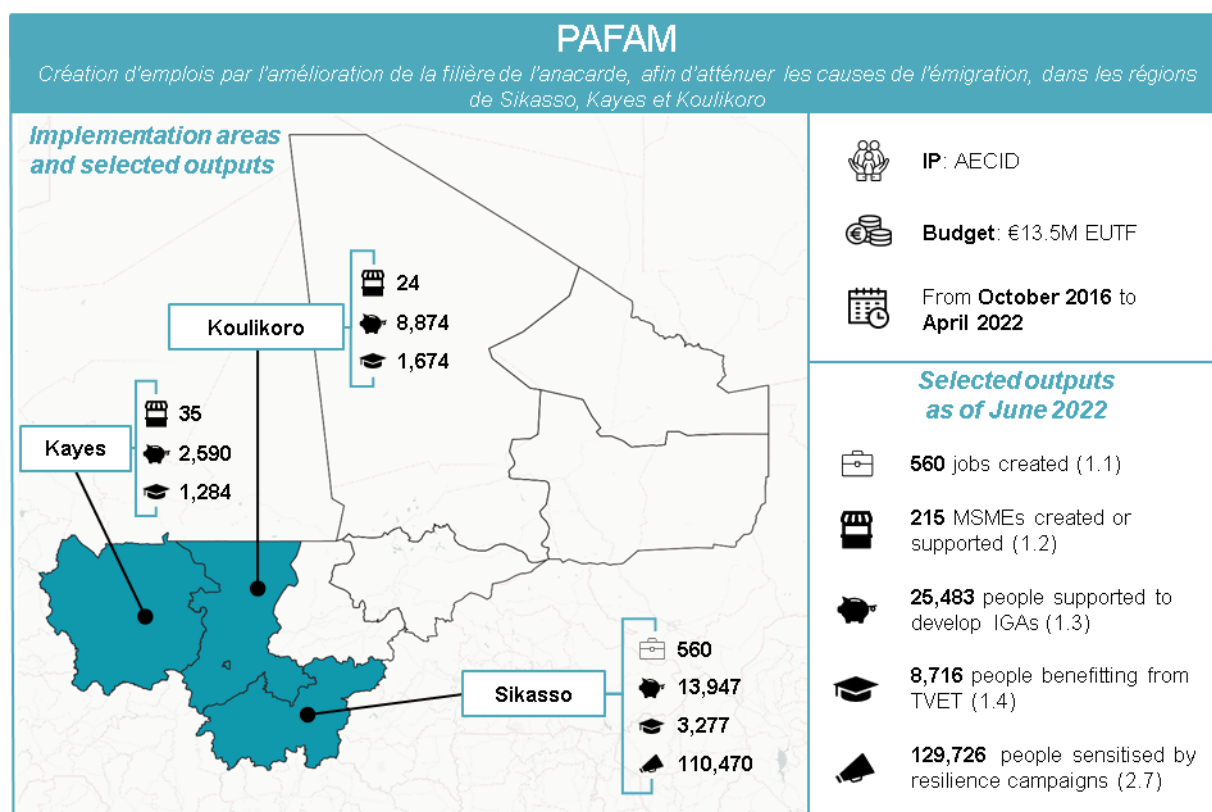 PAFAM
Création d'emplois par l'amélioration de la filière de l'anacarde, afin d'atténuer les causes de l'émigration, dans les régions
de Sikasso, Kayes et Koulikoro
Implementation areas
and selected outputs
Koulikoro
24
8,874
1,674
Kayes
35
2,590
1,284
Sikasso
560
13,947
3,277
110,470
IP: AECID
Budget: €13.5M EUTF
From October 2016 to
April 2022
Selected outputs
as of June 2022
560 jobs created (1.1)
215 MSMEs created or
supported (1.2)
25,483 people supported to
develop IGAs (1.3)
8,716 people benefitting from
TVET (1.4)
129,726 people sensitised by
resilience campaigns (2.7)